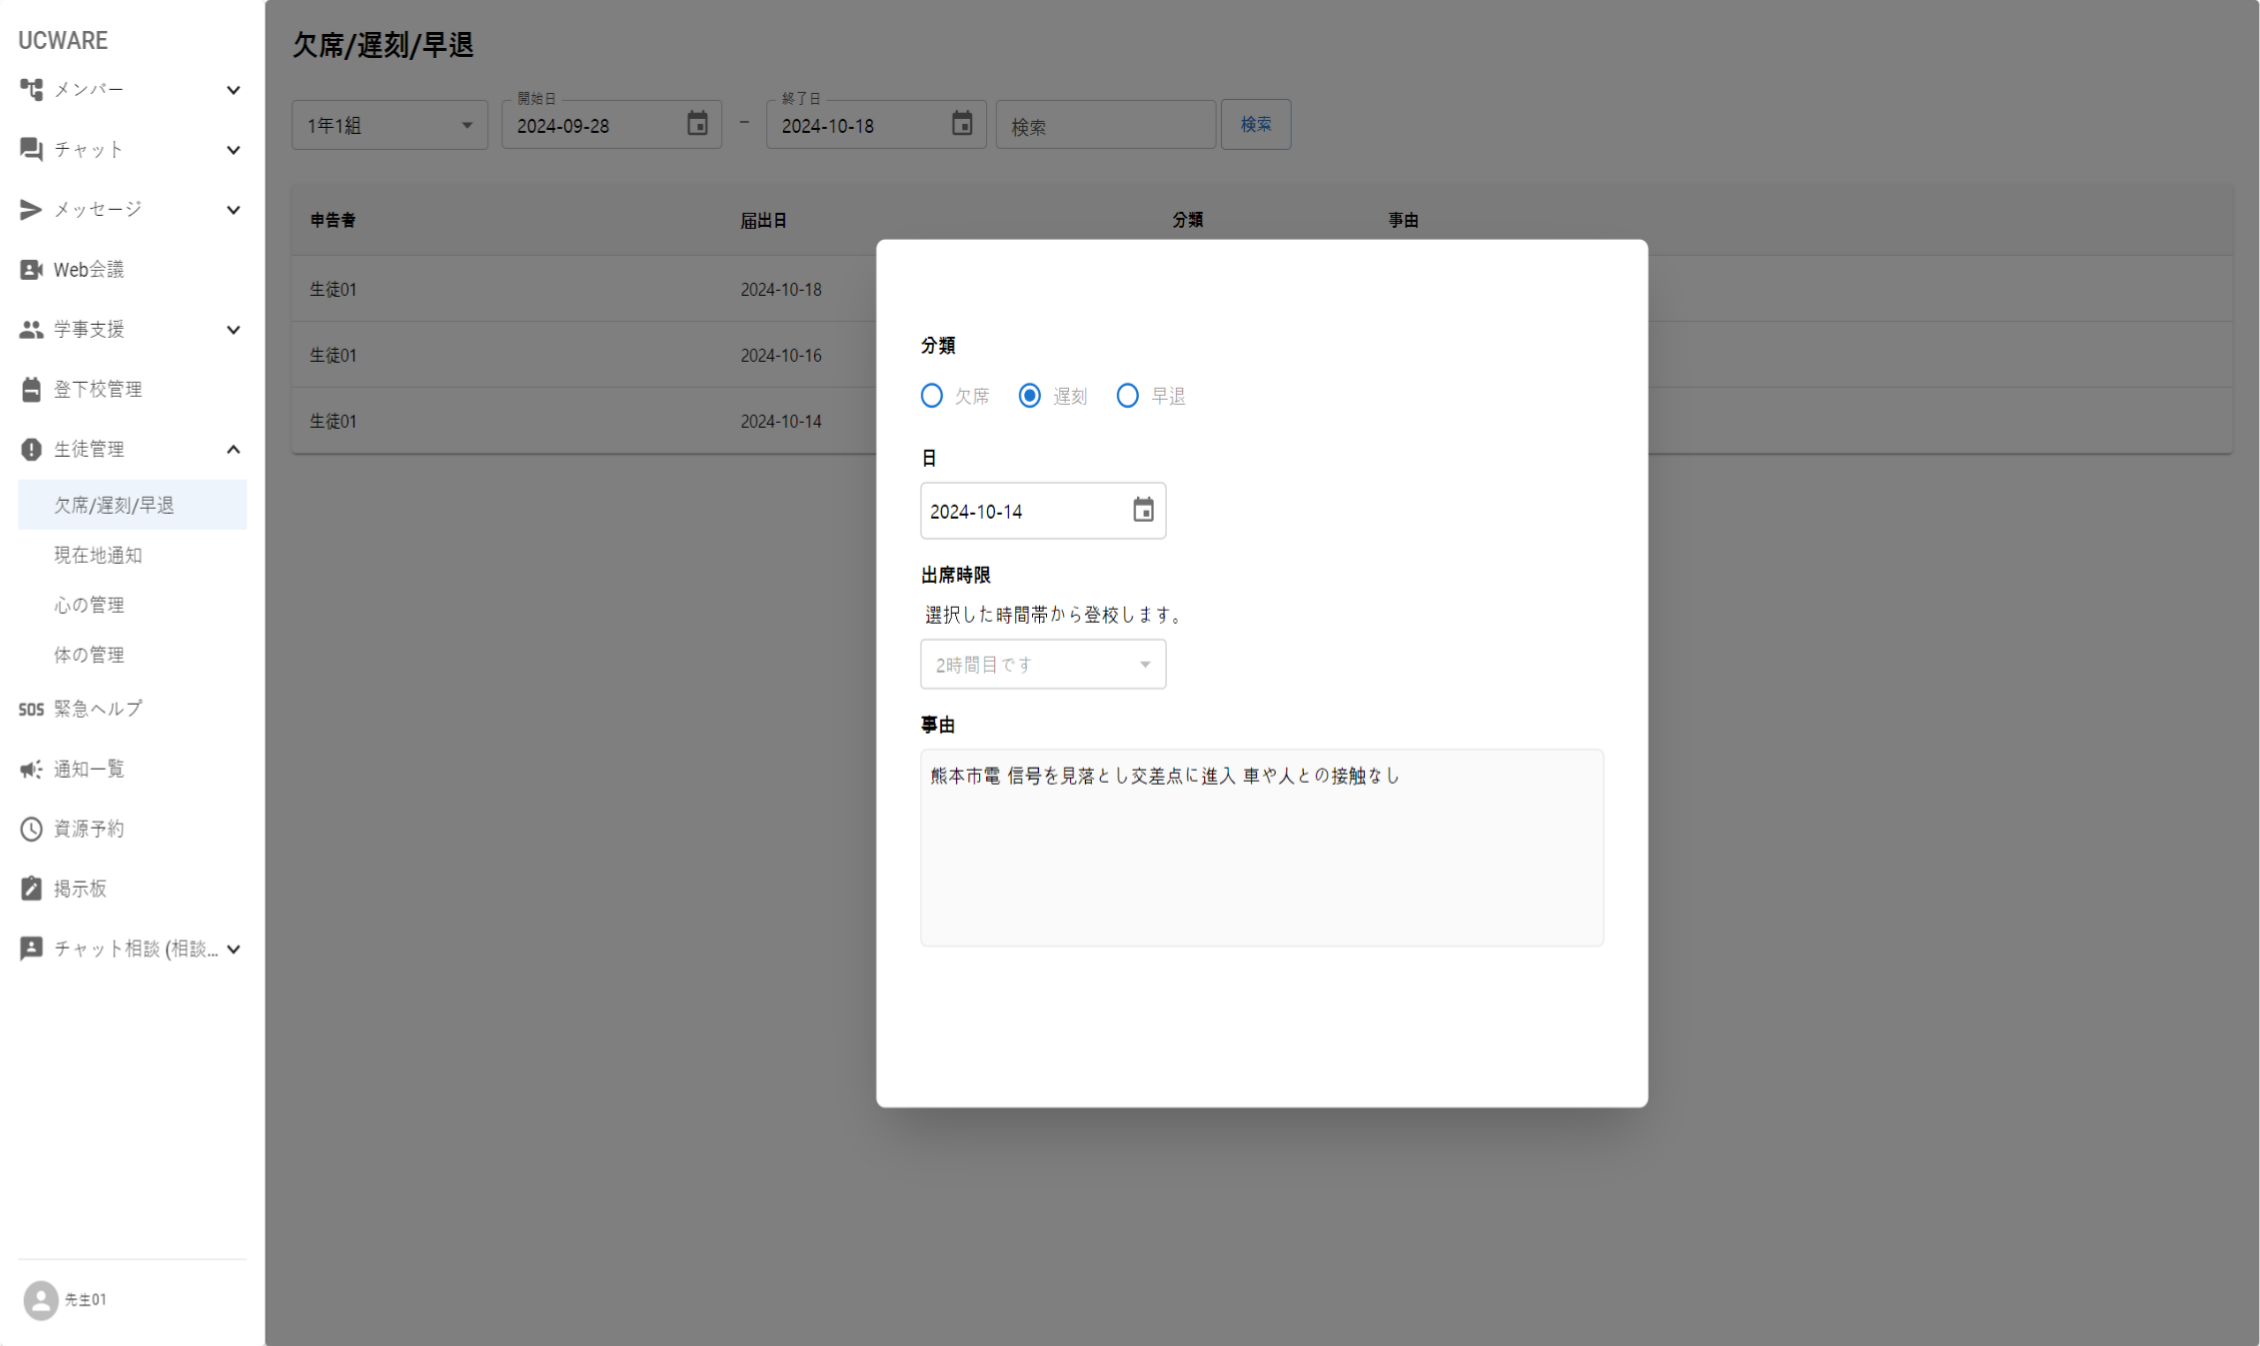 UCWARE
メンバー
チャット
メッセージ
Web会議
学事支援
登下校管理
生徒管理
欠席/遅刻/早退
現在地通知
心の管理
体の管理
SOS 緊急ヘルプ
通知一覧
資源予約
掲示板
チャット相談 (相談...
先生01
欠席/遅刻/早退
1年1組
開始日
2024-09-28
–
終了日
2024-10-18
検索
検索
申告者 届出日 分類 事由
生徒01 2024-10-18
生徒01 2024-10-16
生徒01 2024-10-14
分類
欠席 遅刻 早退
日
2024-10-14
出席時限
選択した時間帯から登校します。
2時間目です
事由
熊本市電 信号を見落とし交差点に進入 車や人との接触なし